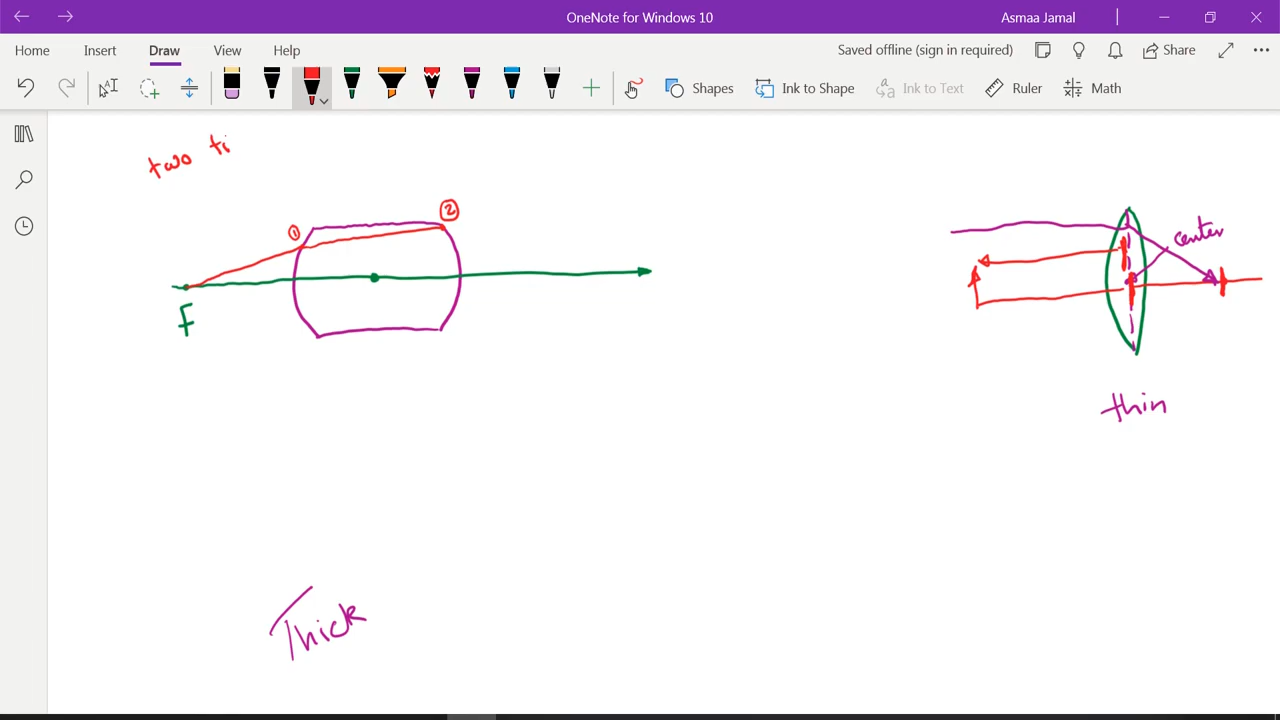 OneNote for Windows 10
Asmaa Jamal
Home Insert Draw View Help
Saved offline (sign in required)
Share
Shapes
Ink to Shape
Ink to Text
Ruler
Math
two ti
①
②
F
center
thin
Thick